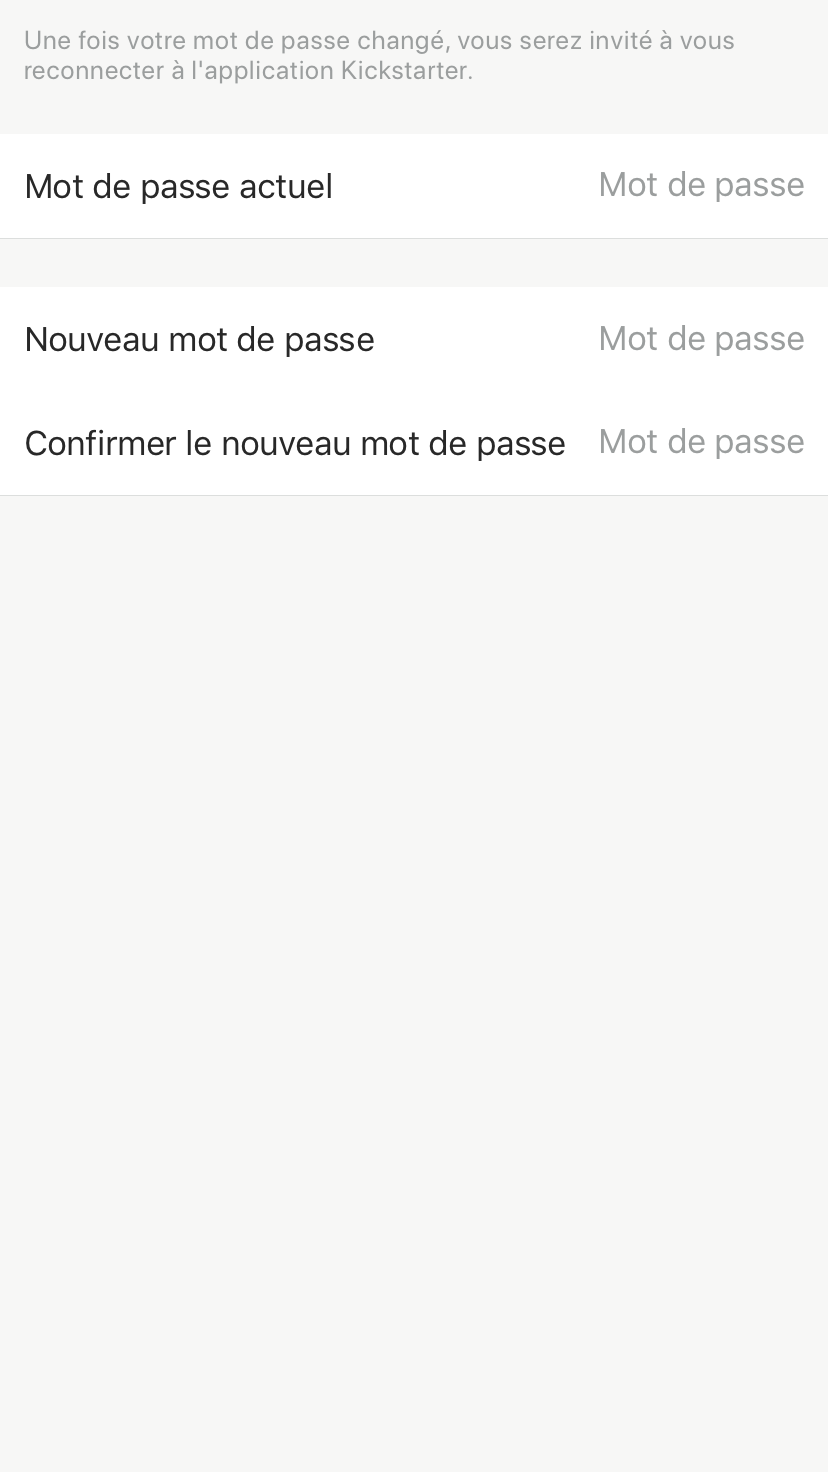 Une fois votre mot de passe changé, vous serez invité à vous
reconnecter à l'application Kickstarter.
Mot de passe actuel Mot de passe
Nouveau mot de passe Mot de passe
Confirmer le nouveau mot de passe Mot de passe